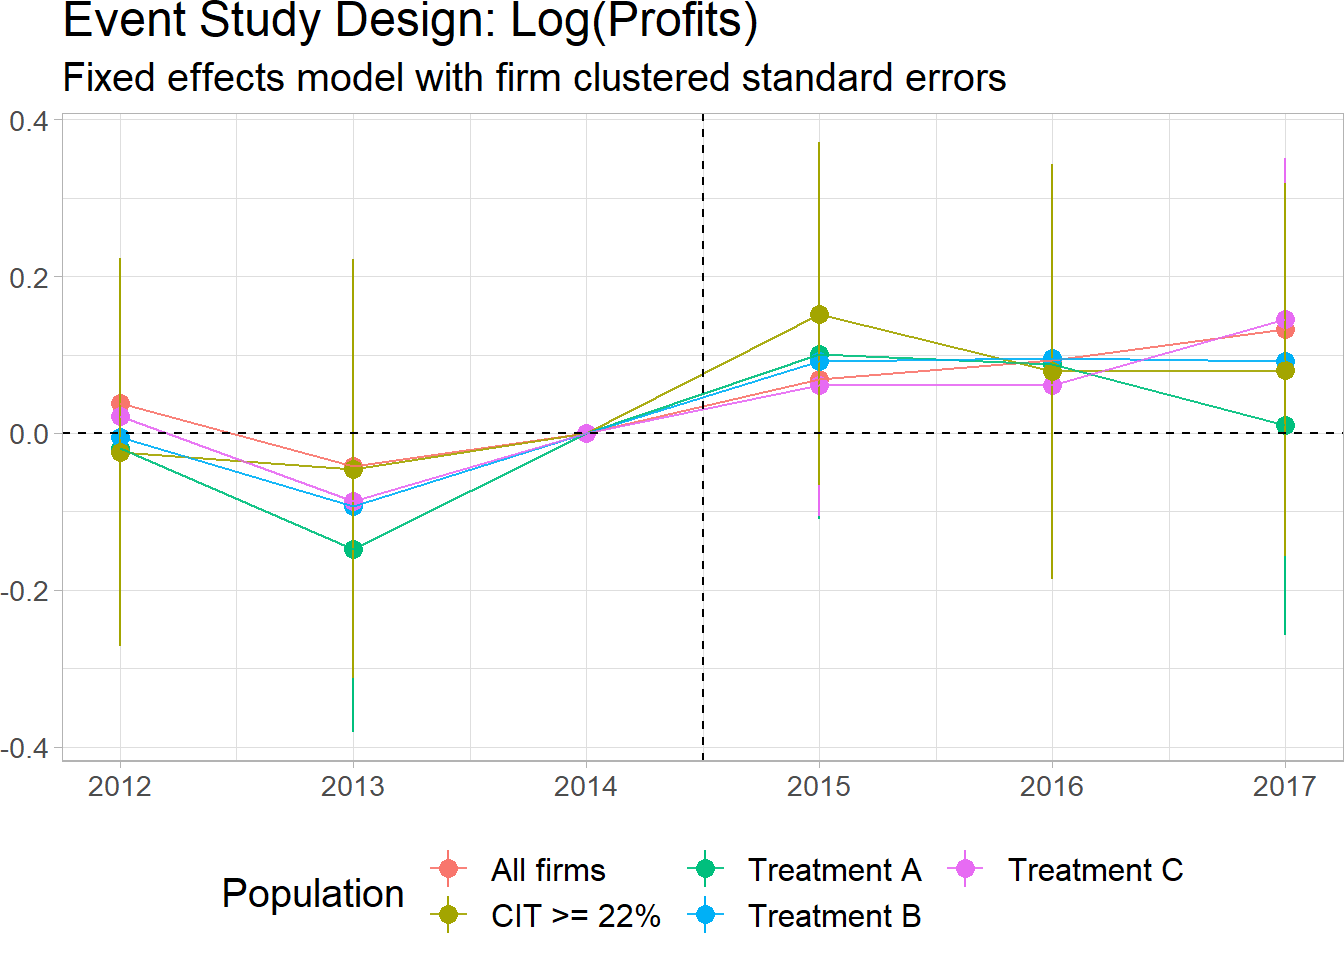 Event Study Design: Log(Profits)
Fixed effects model with firm clustered standard errors
0.4
0.2
0.0
-0.2
-0.4
2012 2013 2014 2015 2016 2017
Population
All firms Treatment A Treatment C
CIT >= 22% Treatment B